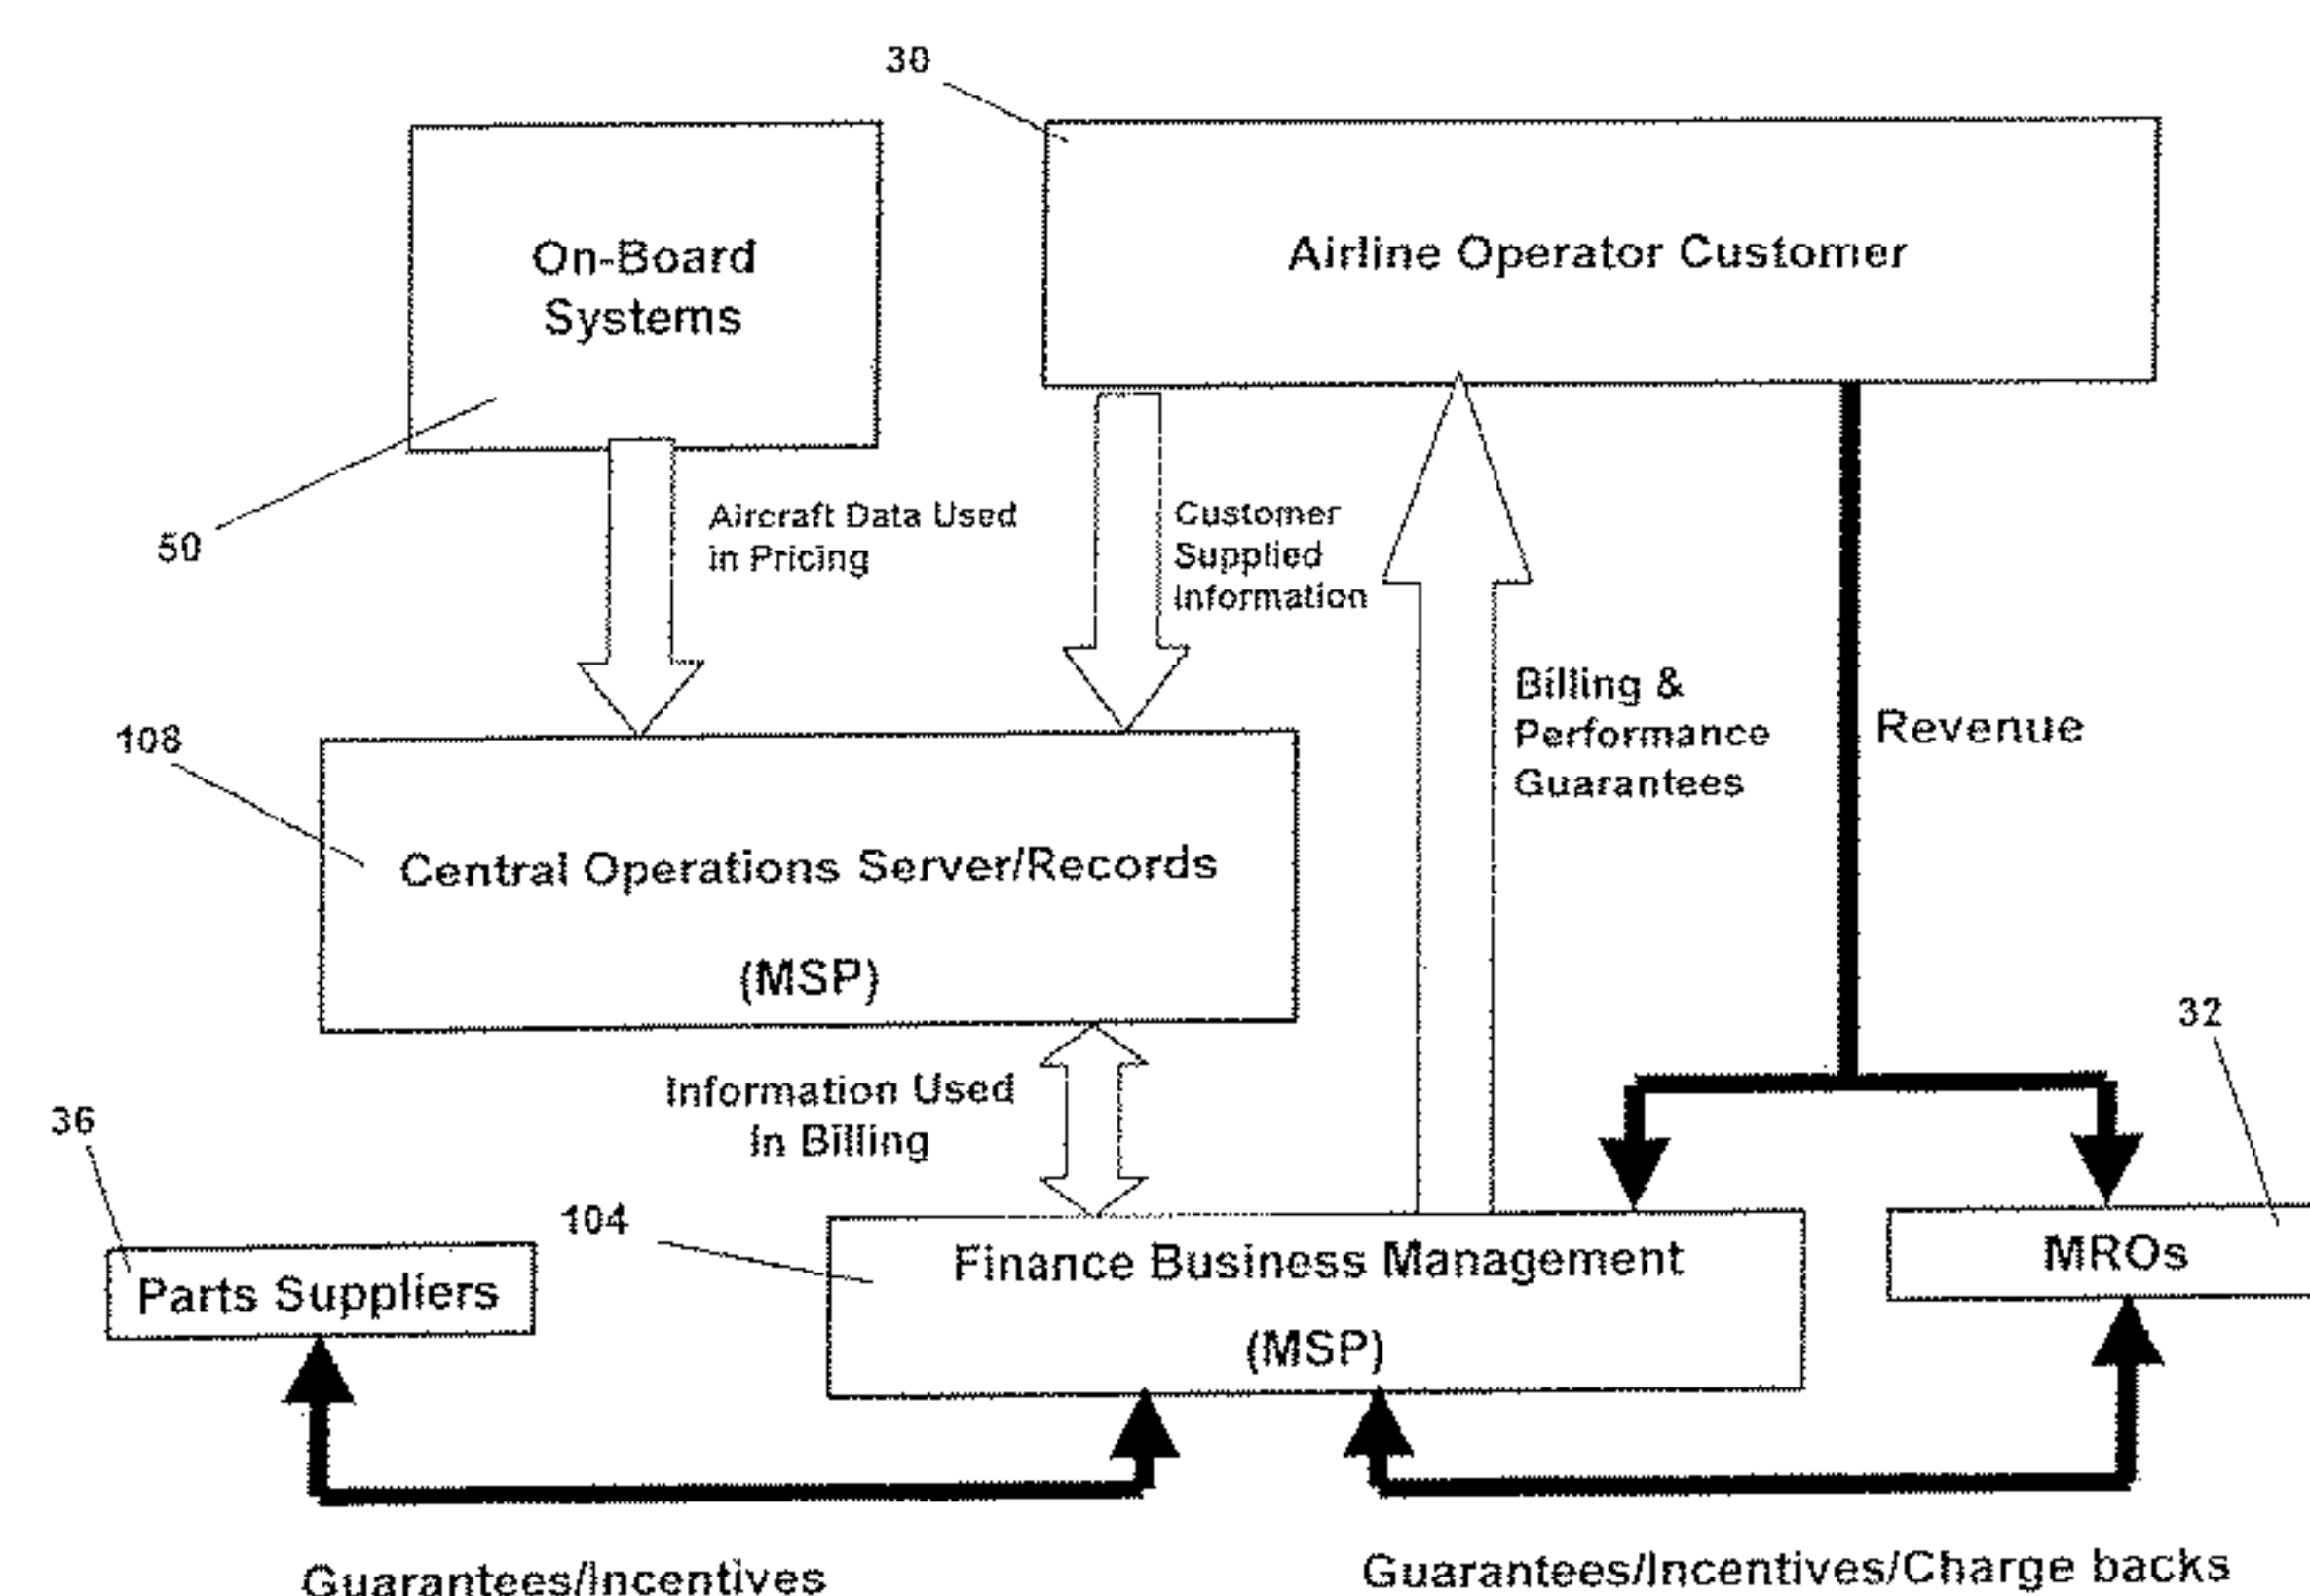 30
On-Board
Systems
Airline Operator Customer
50
Aircraft Data Used
in Pricing
Customer
Supplied
Information
Billing &
Performance
Guarantees
Revenue
108
Central Operations Server/Records
(MSP)
32
Information Used
In Billing
36
104
Parts Suppliers
Finance Business Management
(MSP)
MROs
Guarantees/Incentives
Guarantees/Incentives/Charge backs